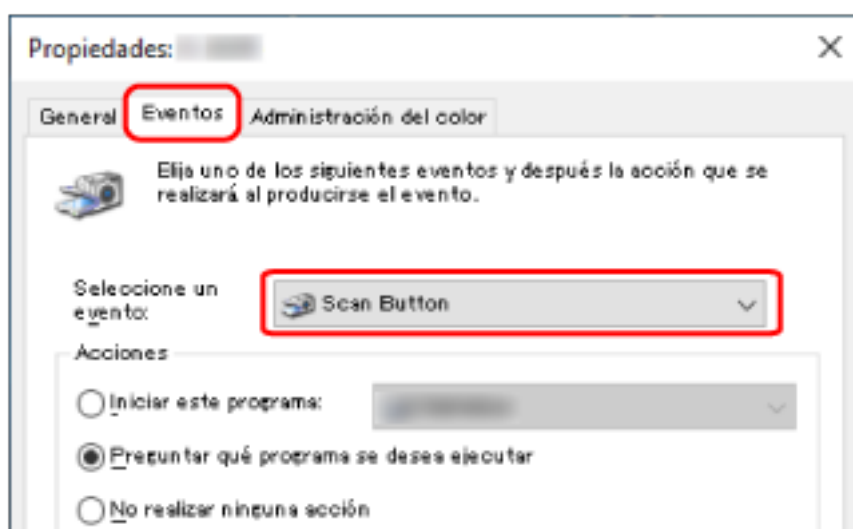 Propiedades:
General Eventos Administración del color
Elija uno de los siguientes eventos y después la acción que se
realizará al producirse el evento.
Seleccione un
evento:
Scan Button
Acciones
Iniciar este programa:
Preguntar qué programa se desea ejecutar
No realizar ninguna acción